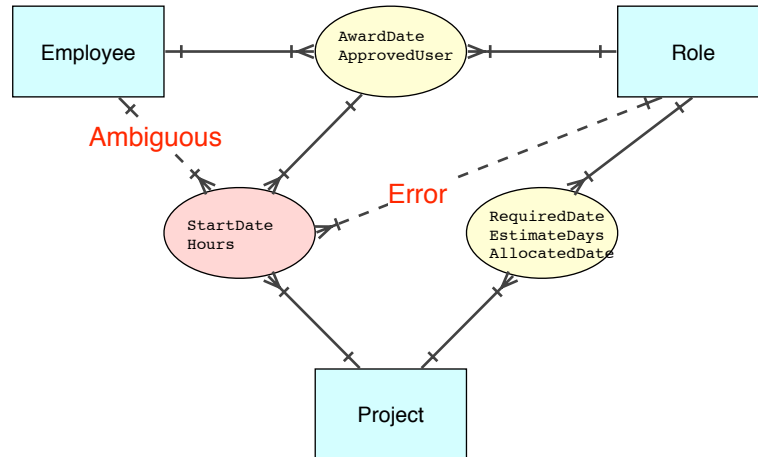 Employee
AwardDate
ApprovedUser
Role
Ambiguous
Error
StartDate
Hours
RequiredDate
EstimateDays
AllocatedDate
Project